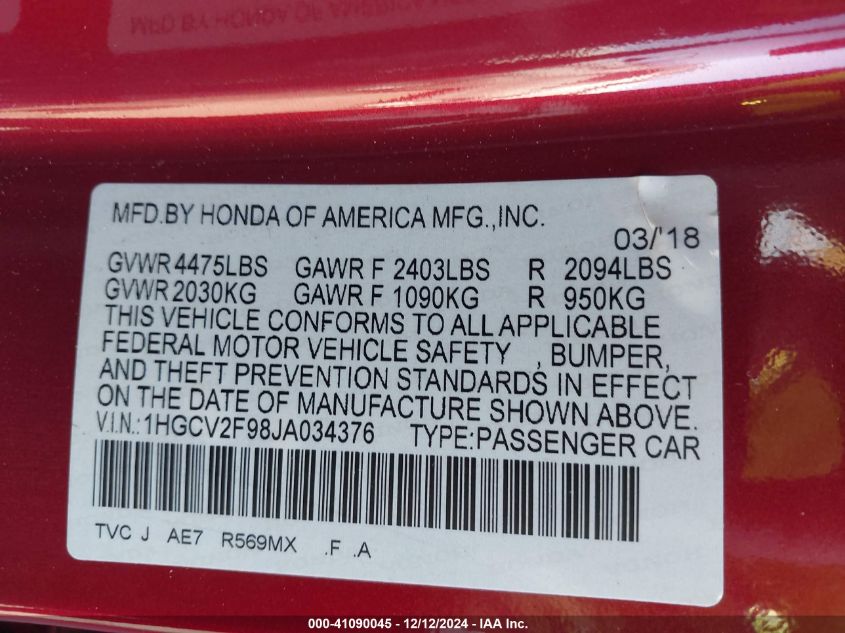 MFD.BY HONDA OF AMERICA MFG.,INC.
03/'18
GVWR 4475LBS GAWR F 2403LBS R 2094LBS
GVWR 2030KG GAWR F 1090KG R 950KG
THIS VEHICLE CONFORMS TO ALL APPLICABLE
FEDERAL MOTOR VEHICLE SAFETY , BUMPER,
AND THEFT PREVENTION STANDARDS IN EFFECT
ON THE DATE OF MANUFACTURE SHOWN ABOVE.
V.I.N.:1HGCV2F98JA034376 TYPE:PASSENGER CAR
TVC J AE7 R569MX .F .A
000-41090045 - 12/12/2024 - IAA Inc.